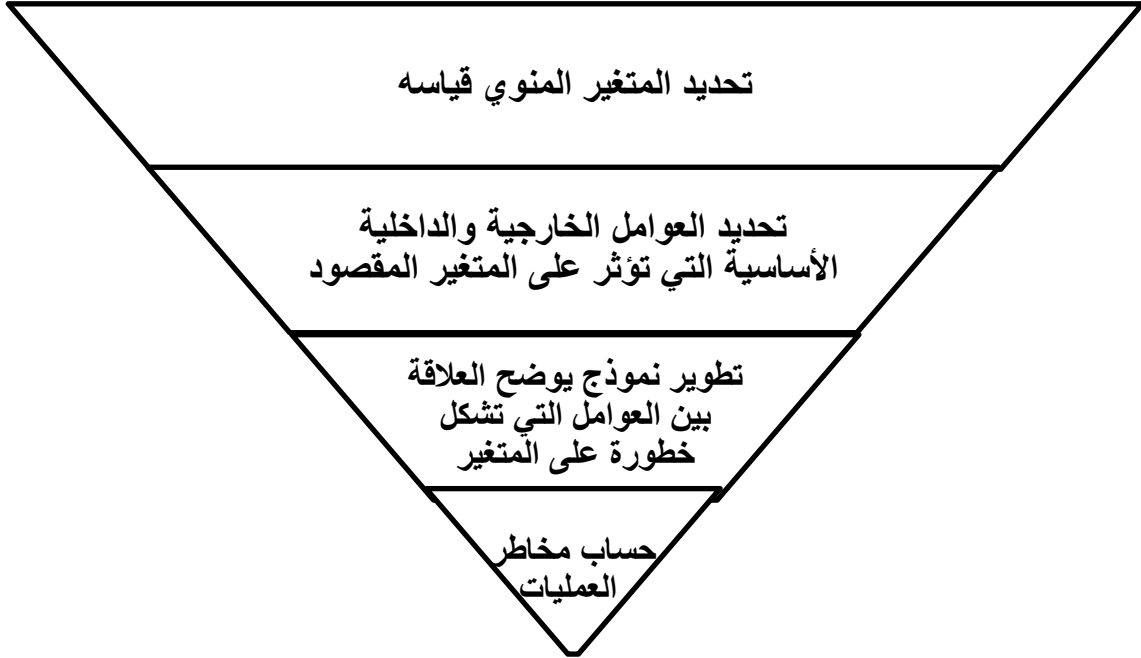 تحديد المتغير المنوي قياسه
تحديد العوامل الخارجية والداخلية
الأساسية التي تؤثر على المتغير المقصود
تطوير نموذج يوضح العلاقة
بين العوامل التي تشكل
خطورة على المتغير
حساب مخاطر
العمليات